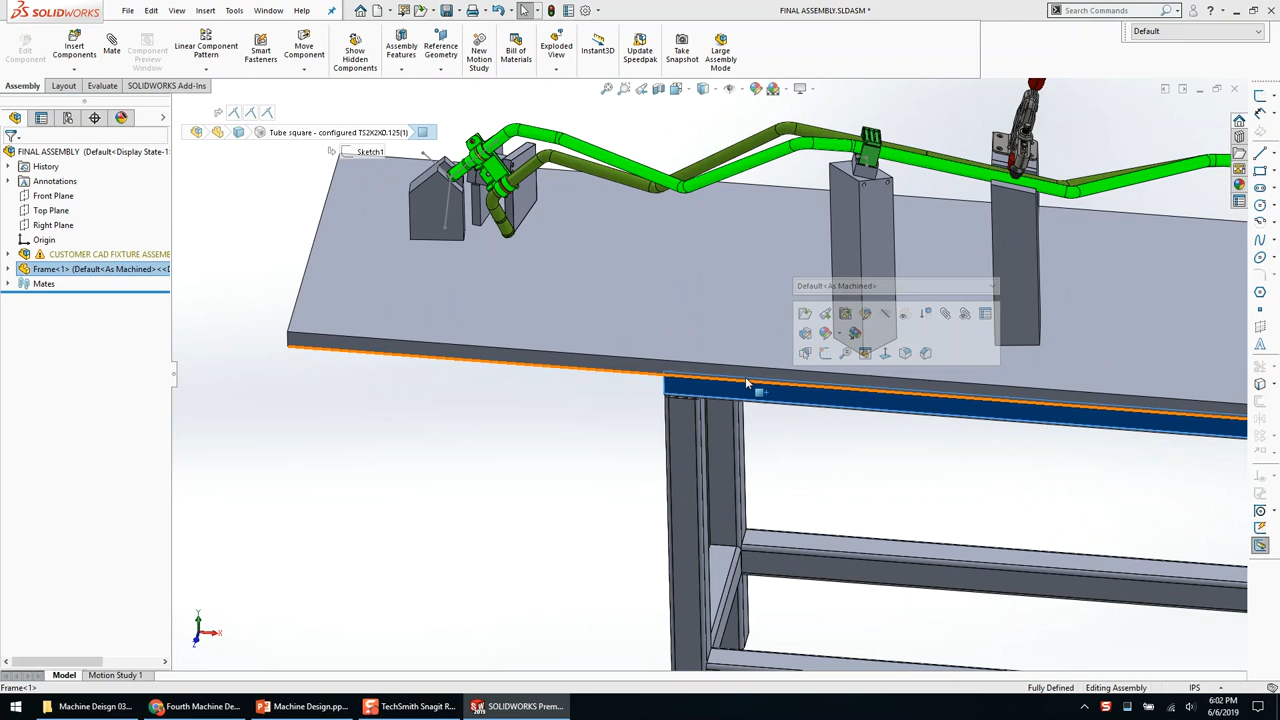 SOLIDWORKS
File
Edit
View
Insert
Tools
Window
Help
FINAL ASSEMBLY.SLDASM *
Search Commands
Edit Component
Insert Components
Mate
Component Preview Window
Linear Component Pattern
Smart Fasteners
Move Component
Show Hidden Components
Assembly Features
Reference Geometry
New Motion Study
Bill of Materials
Exploded View
Instant3D
Update Speedpak
Take Snapshot
Large Assembly Mode
Default
Assembly
Layout
Evaluate
SOLIDWORKS Add-Ins
Tube square - configured TS2X2X0.125(1)
Sketch1
FINAL ASSEMBLY (Default<Display State-1
History
Annotations
Front Plane
Top Plane
Right Plane
Origin
CUSTOMER CAD FIXTURE ASSEM
Frame<1> (Default<As Machined><<D
Mates
Default<As Machined>
Y
X
Z
Model
Motion Study 1
Frame<1>
Fully Defined
Editing Assembly
IPS
Machine Deisgn 03...
Fourth Machine De...
Machine Design.pp...
TechSmith Snagit R...
SOLIDWORKS Prem...
6:02 PM
6/6/2019